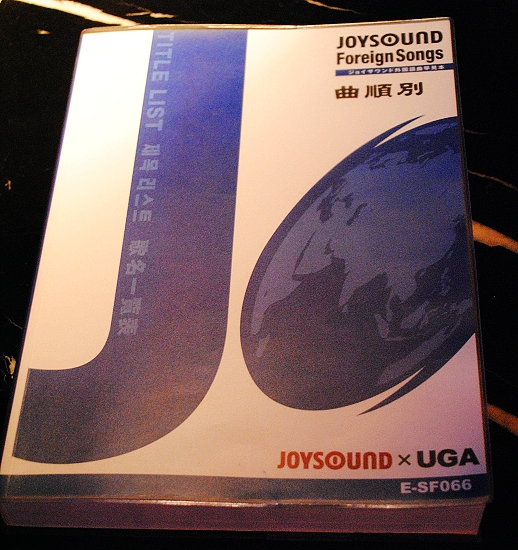 JOYSOUND
Foreign Songs
ジョイサウンド外国語曲早見本
曲順別
TITLE LIST 제목 리스트 歌名一覧表
JOYSOUND × UGA
E-SF066